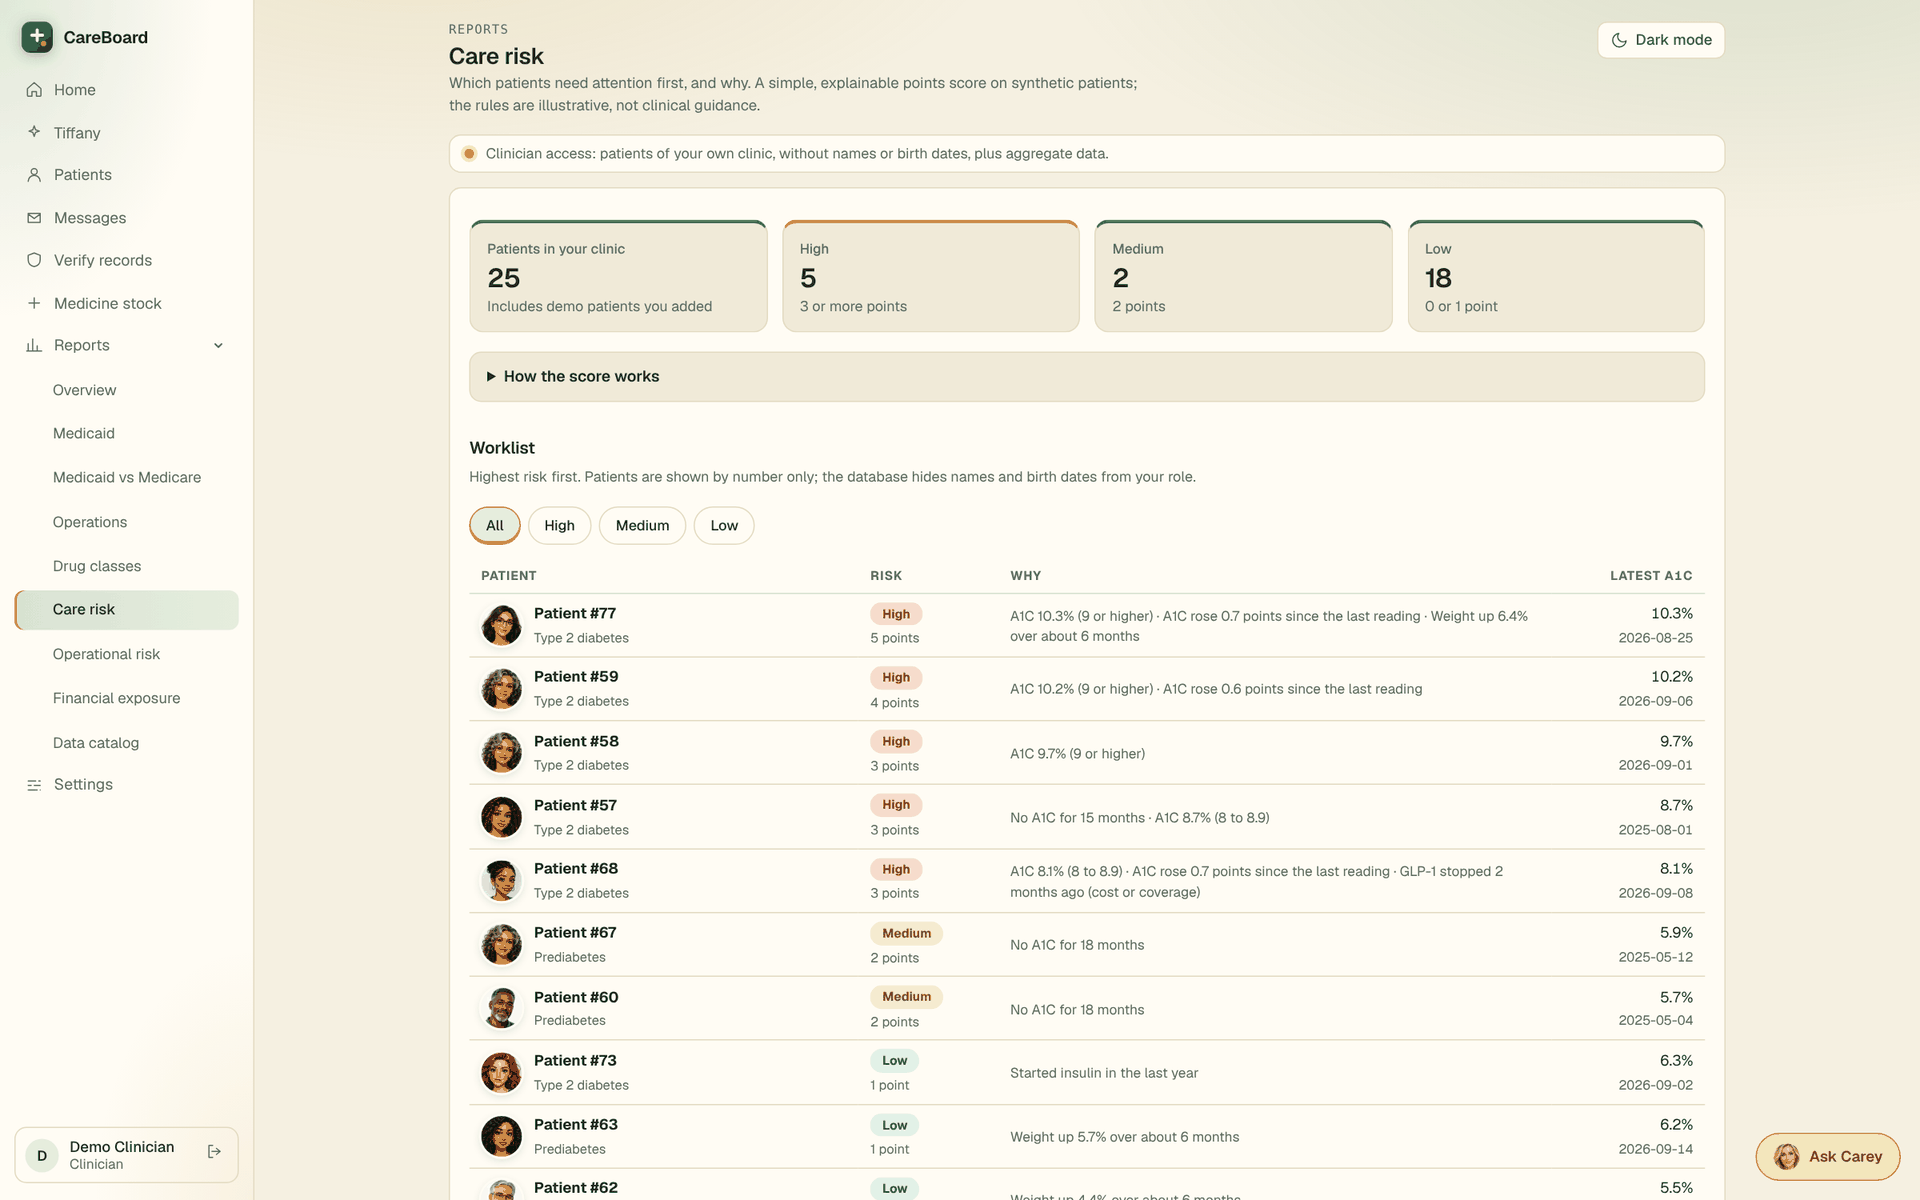 CareBoard
Home
Tiffany
Patients
Messages
Verify records
Medicine stock
Reports
Overview
Medicaid
Medicaid vs Medicare
Operations
Drug classes
Care risk
Operational risk
Financial exposure
Data catalog
Settings
D
Demo Clinician
Clinician
REPORTS
Care risk
Which patients need attention first, and why. A simple, explainable points score on synthetic patients;
the rules are illustrative, not clinical guidance.
Dark mode
Clinician access: patients of your own clinic, without names or birth dates, plus aggregate data.
Patients in your clinic
25
Includes demo patients you added
High
5
3 or more points
Medium
2
2 points
Low
18
0 or 1 point
How the score works
Worklist
Highest risk first. Patients are shown by number only; the database hides names and birth dates from your role.
All High Medium Low
PATIENT RISK WHY LATEST A1C
Patient #77
Type 2 diabetes
High
5 points
A1C 10.3% (9 or higher) · A1C rose 0.7 points since the last reading · Weight up 6.4%
over about 6 months
10.3%
2026-08-25
Patient #59
Type 2 diabetes
High
4 points
A1C 10.2% (9 or higher) · A1C rose 0.6 points since the last reading
10.2%
2026-09-06
Patient #58
Type 2 diabetes
High
3 points
A1C 9.7% (9 or higher)
9.7%
2026-09-01
Patient #57
Type 2 diabetes
High
3 points
No A1C for 15 months · A1C 8.7% (8 to 8.9)
8.7%
2025-08-01
Patient #68
Type 2 diabetes
High
3 points
A1C 8.1% (8 to 8.9) · A1C rose 0.7 points since the last reading · GLP-1 stopped 2
months ago (cost or coverage)
8.1%
2026-09-08
Patient #67
Prediabetes
Medium
2 points
No A1C for 18 months
5.9%
2025-05-12
Patient #60
Prediabetes
Medium
2 points
No A1C for 18 months
5.7%
2025-05-04
Patient #73
Type 2 diabetes
Low
1 point
Started insulin in the last year
6.3%
2026-09-02
Patient #63
Prediabetes
Low
1 point
Weight up 5.7% over about 6 months
6.2%
2026-09-14
Patient #62
Low
Weight up 4.4% over about 6 months
5.5%
Ask Carey